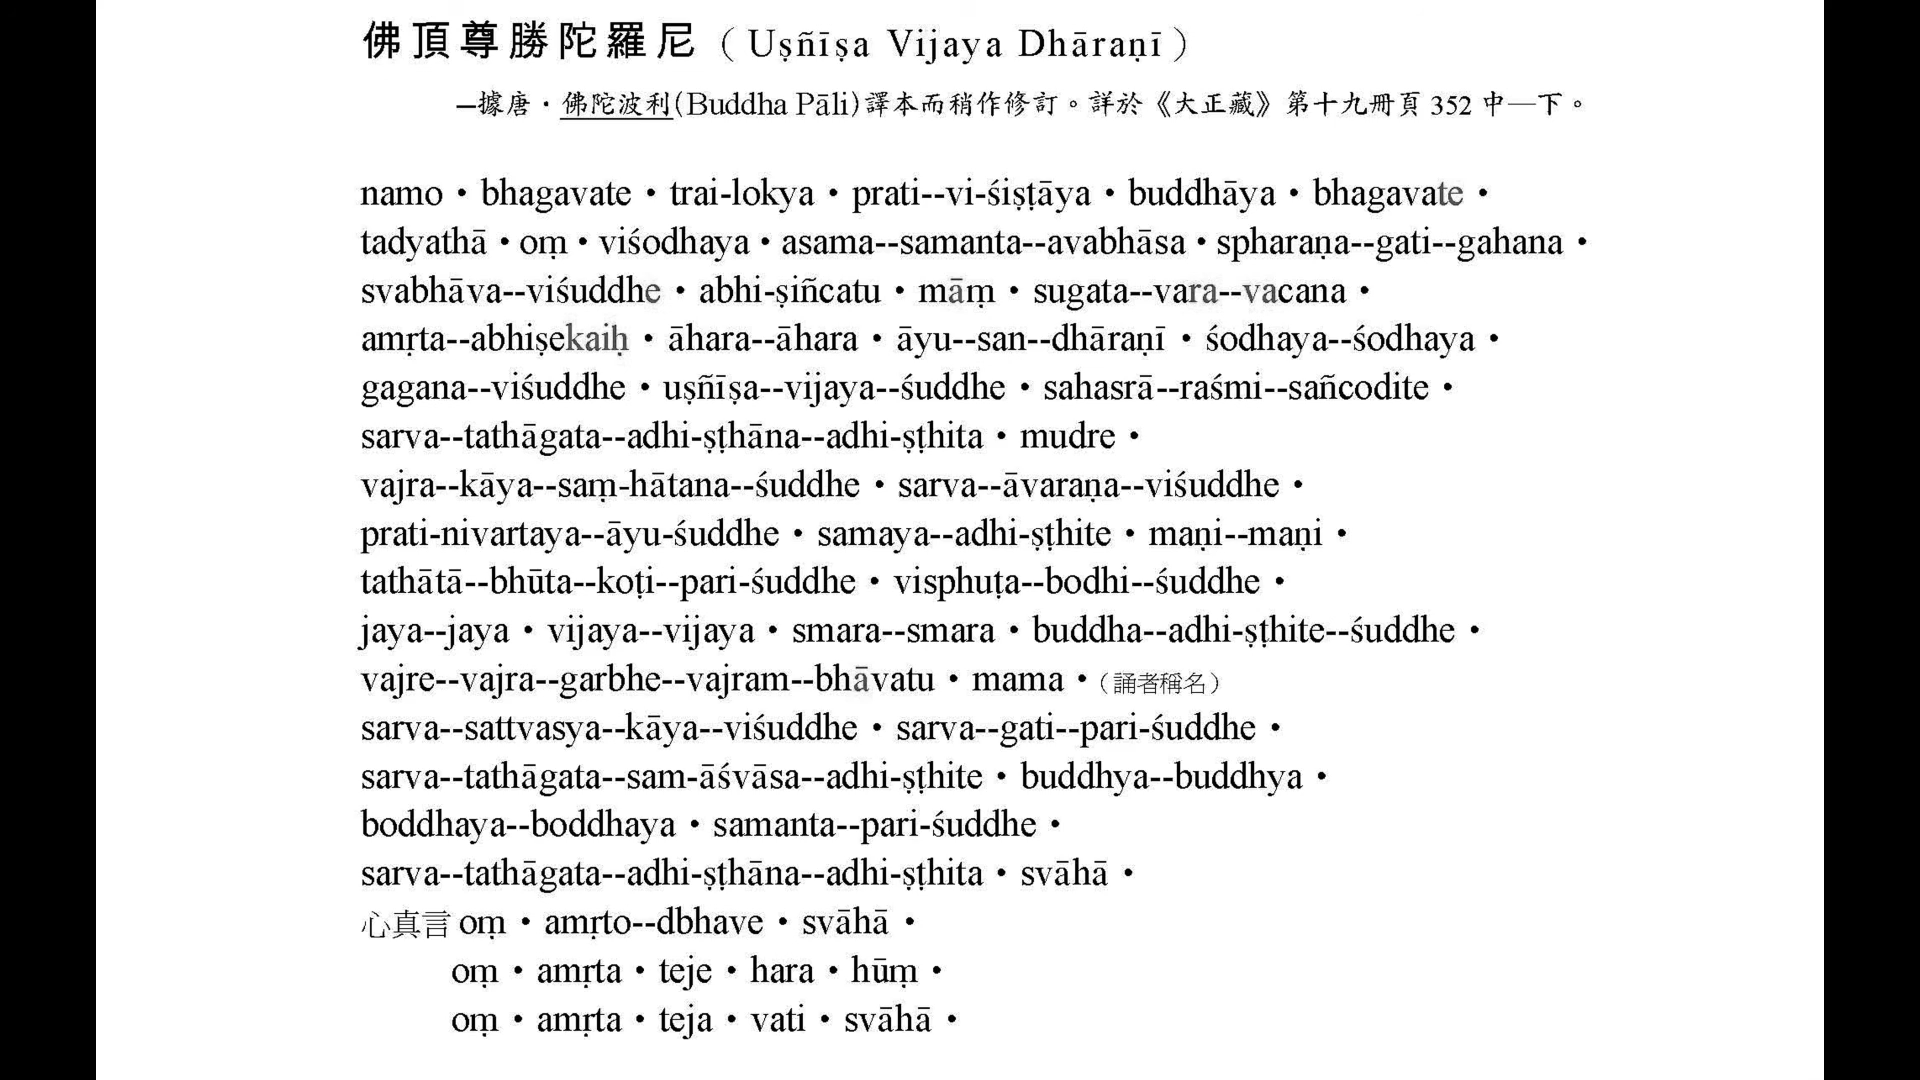 佛頂尊勝陀羅尼（Uṣñīṣa Vijaya Dhāraṇī）
—據唐·佛陀波利(Buddha Pāli)譯本而稍作修訂。詳於《大正藏》第十九冊頁352中—下。
namo・bhagavate・trai-lokya・prati--vi-śiṣṭāya・buddhāya・bhagavate・
tadyathā・oṃ・viśodhaya・asama--samanta--avabhāsa・spharaṇa--gati--gahana・
svabhāva--viśuddhe・abhi-ṣiñcatu・māṃ・sugata--vara--vacana・
amṛta--abhiṣekaiḥ・āhara--āhara・āyu--san--dhāraṇī・śodhaya--śodhaya・
gagana--viśuddhe・uṣñīṣa--vijaya--śuddhe・sahasrā--raśmi--sañcodite・
sarva--tathāgata--adhi-ṣṭhāna--adhi-ṣṭhita・mudre・
vajra--kāya--saṃ-hātana--śuddhe・sarva--āvaraṇa--viśuddhe・
prati-nivartaya--āyu-śuddhe・samaya--adhi-ṣṭhite・maṇi--maṇi・
tathātā--bhūta--koṭi--pari-śuddhe・visphuṭa--bodhi--śuddhe・
jaya--jaya・vijaya--vijaya・smara--smara・buddha--adhi-ṣṭhite--śuddhe・
vajre--vajra--garbhe--vajram--bhāvatu・mama・（誦者稱名）
sarva--sattvasya--kāya--viśuddhe・sarva--gati--pari-śuddhe・
sarva--tathāgata--sam-āśvāsa--adhi-ṣṭhite・buddhya--buddhya・
boddhaya--boddhaya・samanta--pari-śuddhe・
sarva--tathāgata--adhi-ṣṭhāna--adhi-ṣṭhita・svāhā・
心真言 oṃ・amṛto--dbhave・svāhā・
oṃ・amṛta・teje・hara・hūṃ・
oṃ・amṛta・teja・vati・svāhā・